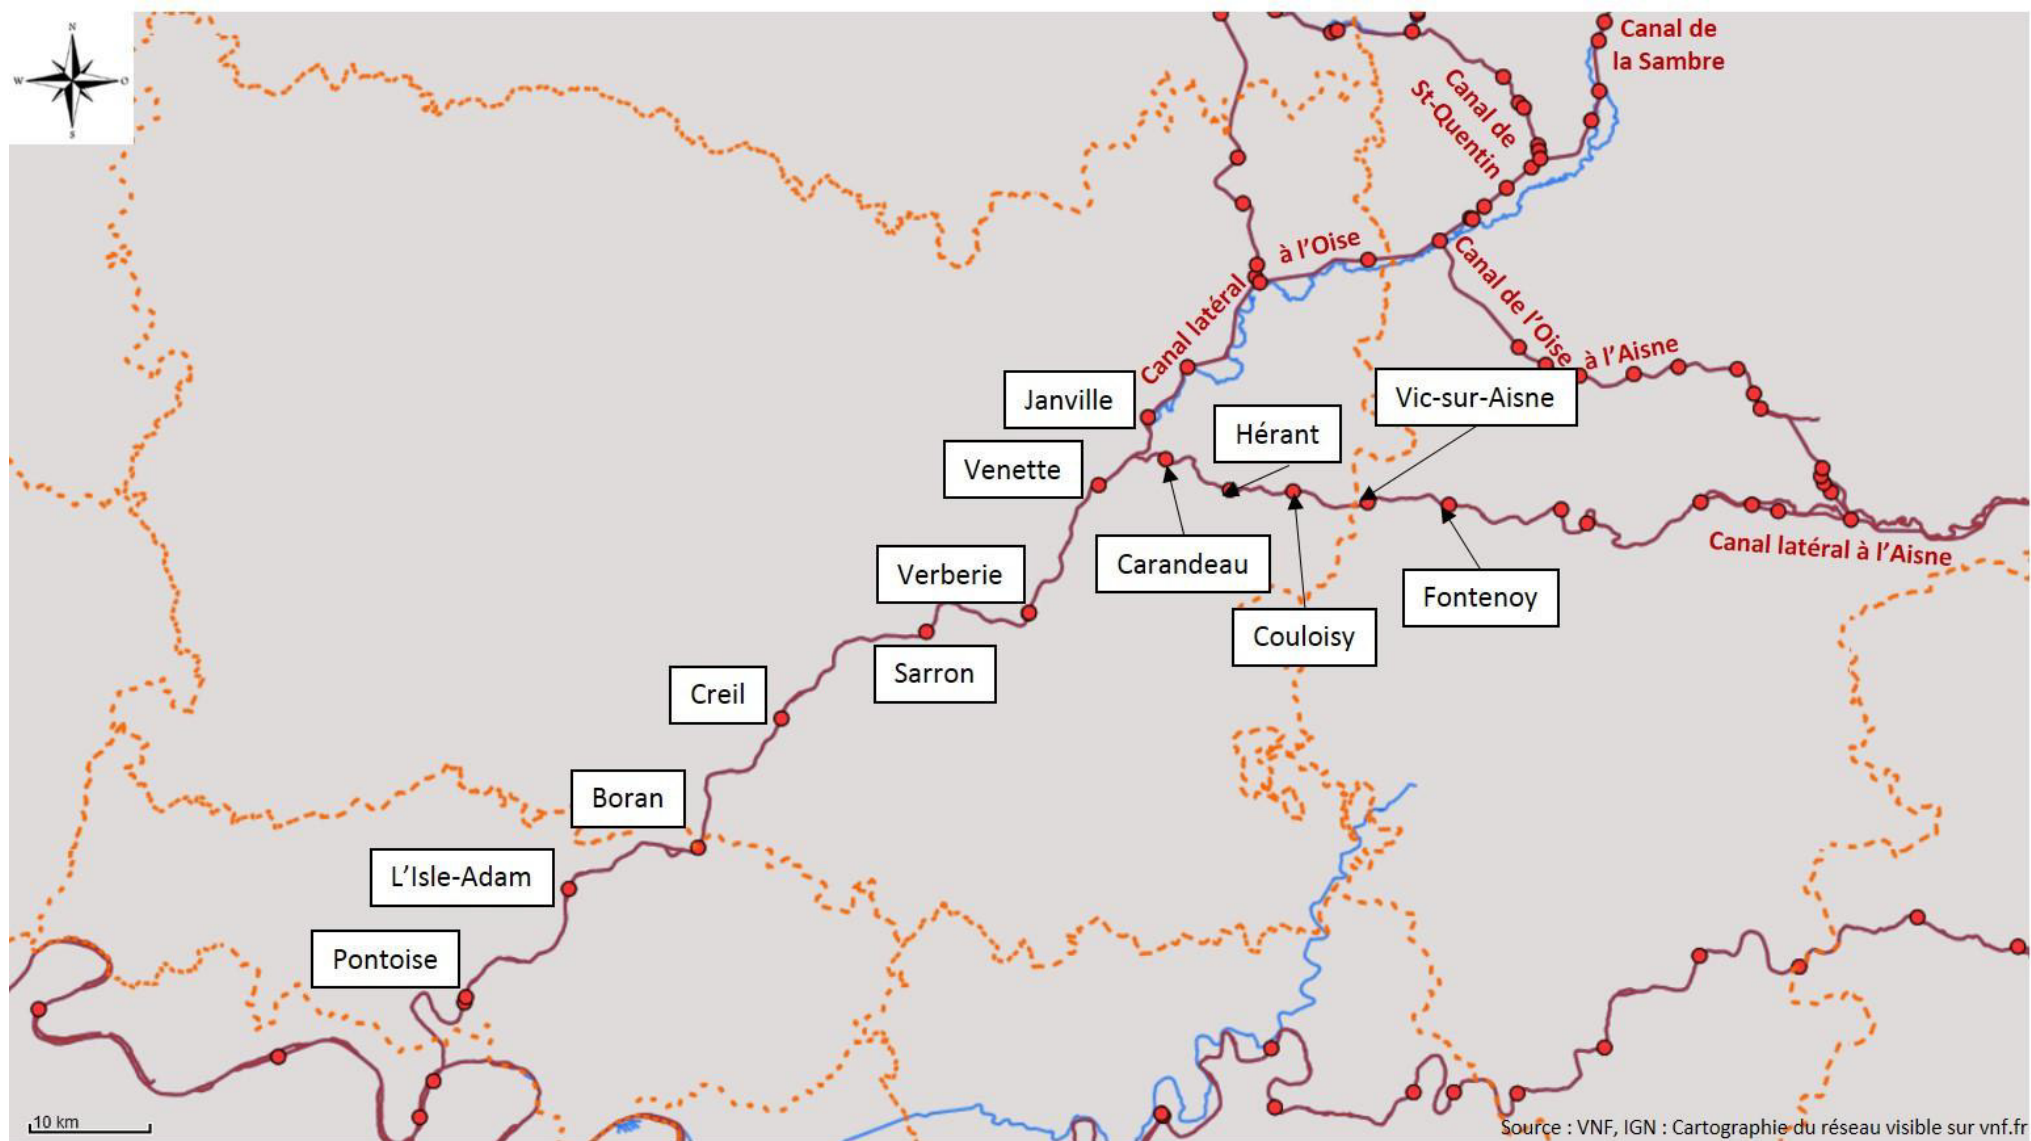 N
W
O
S
Canal de
la Sambre
Canal de
St-Quentin
à l'Oise
Canal latéral
Canal de l'Oise
à l'Aisne
Janville
Vic-sur-Aisne
Hérant
Venette
Carandeau
Verberie
Canal latéral à l'Aisne
Fontenoy
Couloisy
Sarron
Creil
Boran
L'Isle-Adam
Pontoise
10 km
Source : VNF, IGN : Cartographie du réseau visible sur vnf.fr